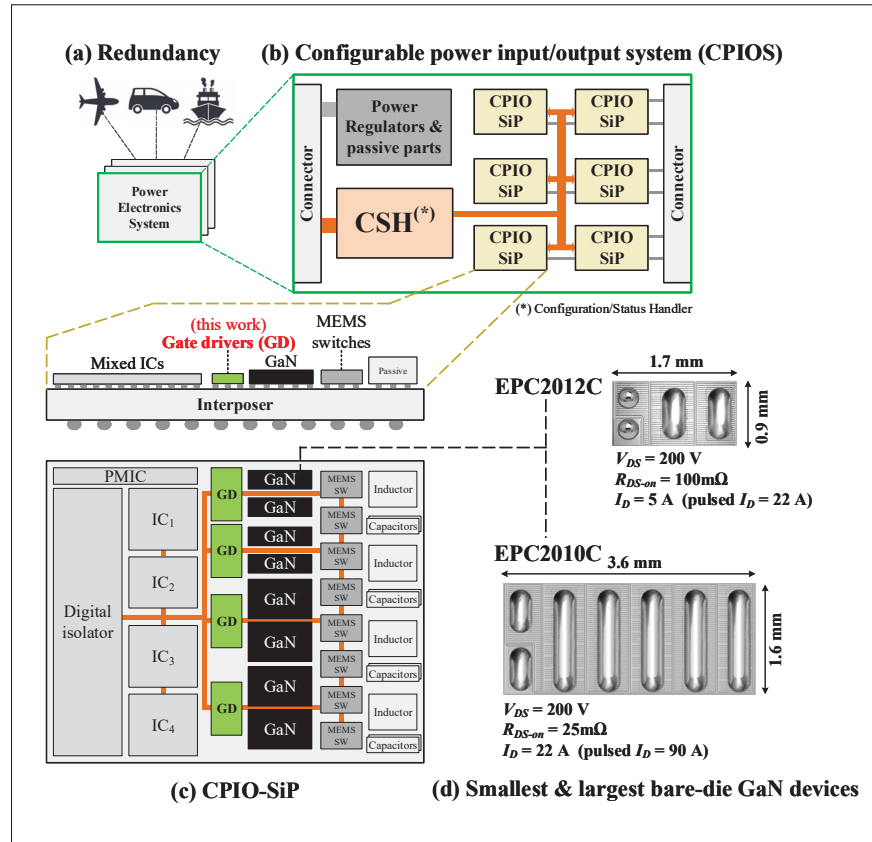 (a) Redundancy
(b) Configurable power input/output system (CPIOS)
Power
Electronics
System
Connector
Power
Regulators &
passive parts
CSH(*)
CPIO
SiP
CPIO
SiP
CPIO
SiP
CPIO
SiP
CPIO
SiP
CPIO
SiP
Connector
(*) Configuration/Status Handler
Mixed ICs
(this work)
Gate drivers (GD)
GaN
MEMS
switches
Passive
Interposer
PMIC
Digital
isolator
IC1
IC2
IC3
IC4
GD
GD
GD
GD
GaN
GaN
GaN
GaN
GaN
GaN
GaN
GaN
MEMS
SW
MEMS
SW
MEMS
SW
MEMS
SW
MEMS
SW
MEMS
SW
MEMS
SW
MEMS
SW
Inductor
Capacitors
Inductor
Capacitors
Inductor
Capacitors
Inductor
Capacitors
(c) CPIO-SiP
EPC2012C
1.7 mm
0.9 mm
VDS = 200 V
RDS-on = 100mΩ
ID = 5 A (pulsed ID = 22 A)
EPC2010C
3.6 mm
1.6 mm
VDS = 200 V
RDS-on = 25mΩ
ID = 22 A (pulsed ID = 90 A)
(d) Smallest & largest bare-die GaN devices